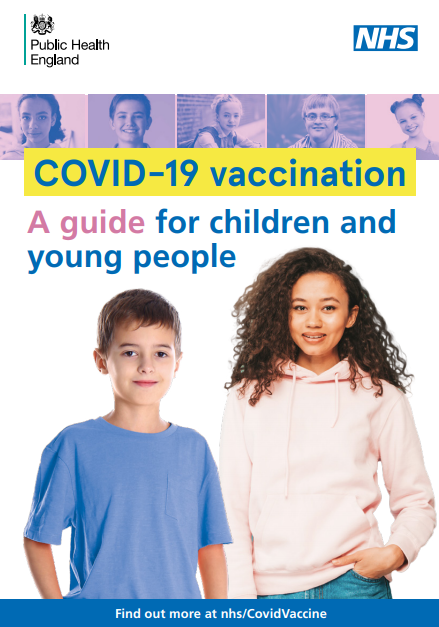 Public Health
England
NHS
COVID-19 vaccination
A guide for children and
young people
Find out more at nhs/CovidVaccine